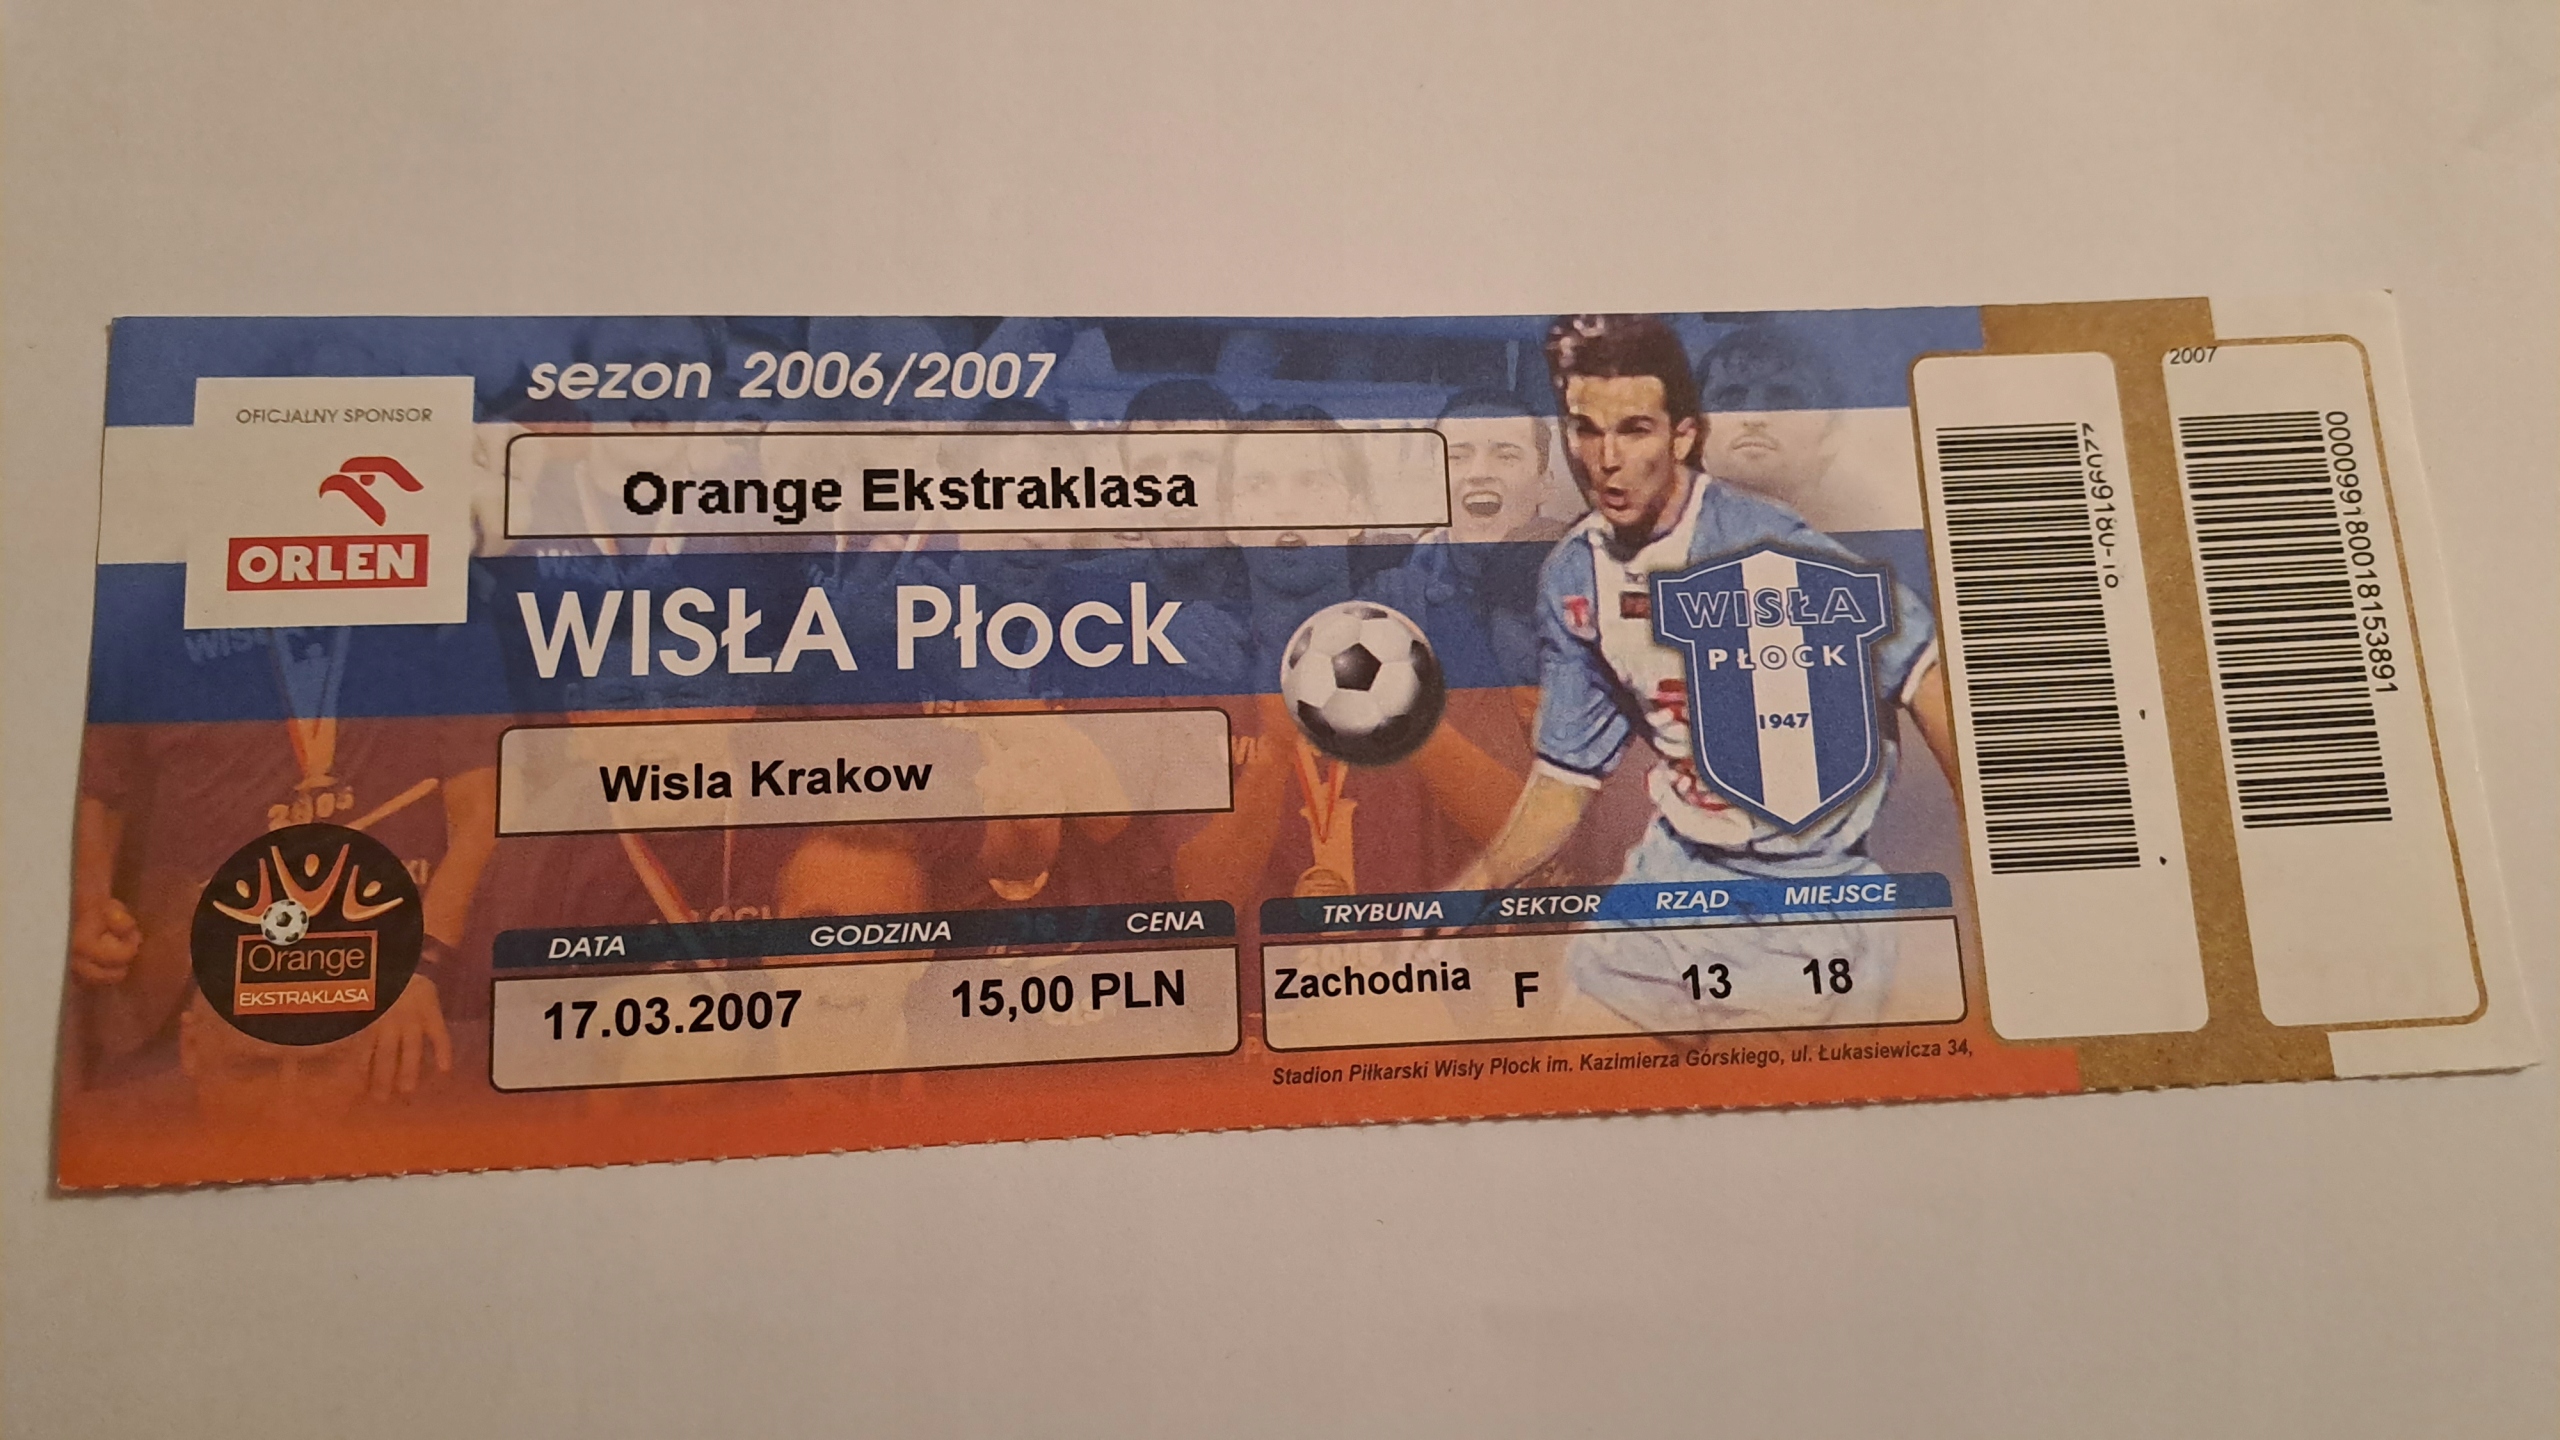 sezon 2006/2007
OFICJALNY SPONSOR
ORLEN
Orange Ekstraklasa
WISŁA Płock
Wisla Krakow
WISŁA
PŁOCK
1947
Orange
EKSTRAKLASA
DATA GODZINA CENA
17.03.2007 15,00 PLN
TRYBUNA SEKTOR RZĄD MIEJSCE
Zachodnia F 13 18
Stadion Piłkarski Wisły Płock im. Kazimierza Górskiego, ul. Łukasiewicza 34,
2007
00009918001815389​1